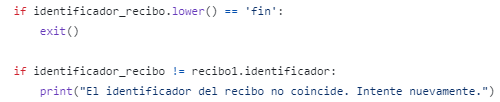 if identificador_recibo.lower() == 'fin':
    exit()
if identificador_recibo != recibo1.identificador:
    print("El identificador del recibo no coincide. Intente nuevamente.")